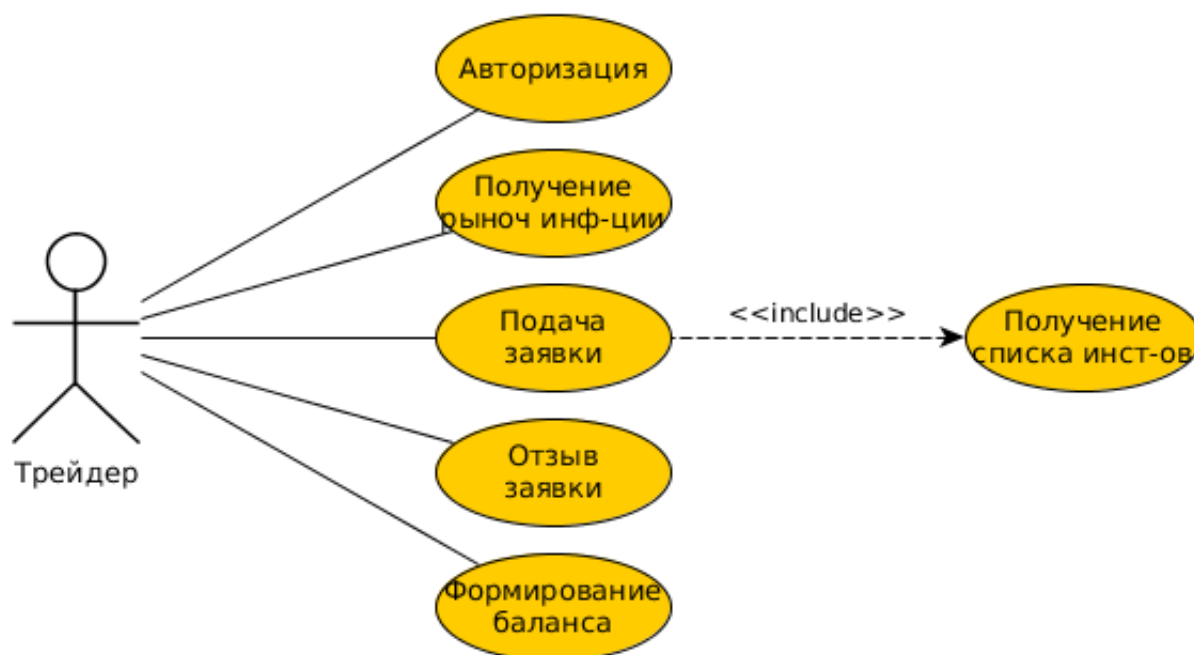 Авторизация
Получение
рыноч инф-ции
Подача
заявки
<<include>>
Получение
списка инст-ов
Отзыв
заявки
Трейдер
Формирование
баланса